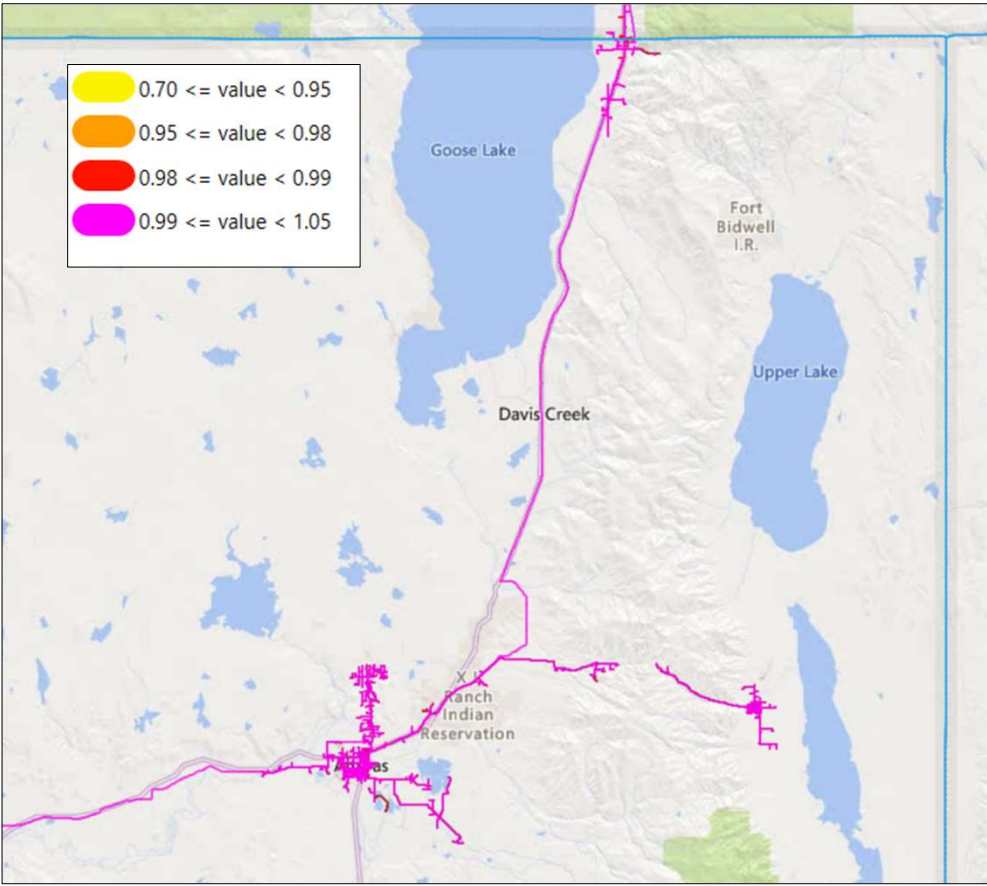 0.70 <= value < 0.95
0.95 <= value < 0.98
0.98 <= value < 0.99
0.99 <= value < 1.05
Goose Lake
Fort
Bidwell
I.R.
Upper Lake
Davis Creek
Ranch
Indian
Reservation